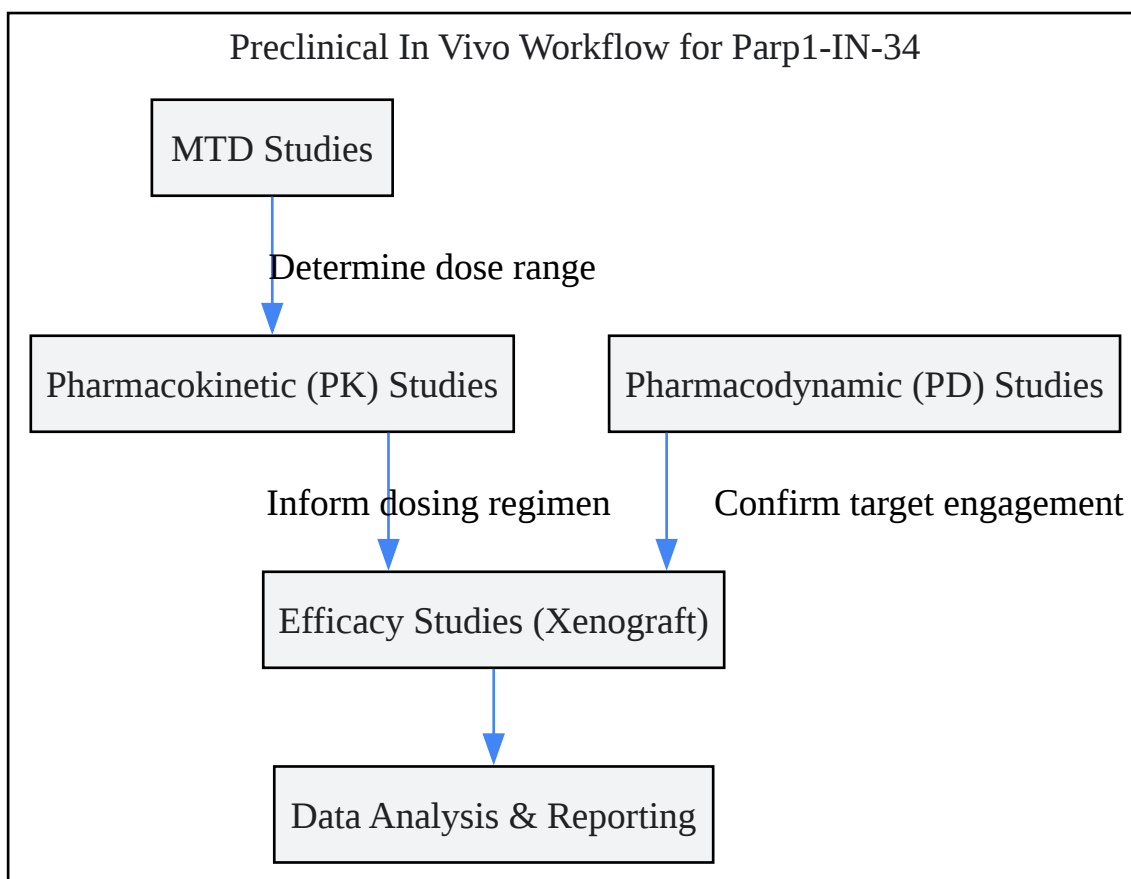 Preclinical In Vivo Workflow for Parp1-IN-34
MTD Studies
Determine dose range
Pharmacokinetic (PK) Studies
Pharmacodynamic (PD) Studies
Inform dosing regimen
Confirm target engagement
Efficacy Studies (Xenograft)
Data Analysis & Reporting